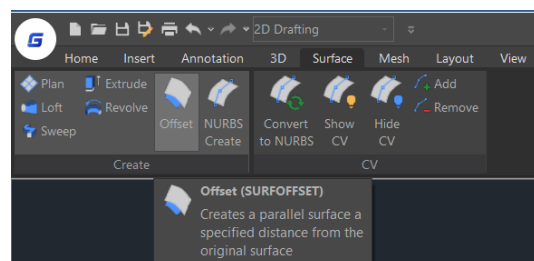 G
2D Drafting
Home Insert Annotation 3D Surface Mesh Layout View
Plan Extrude
Loft Revolve
Sweep
Offset NURBS
Create
Convert
to NURBS
Show
CV
Hide
CV
Add
Remove
Create CV
Offset (SURFOFFSET)
Creates a parallel surface a
specified distance from the
original surface